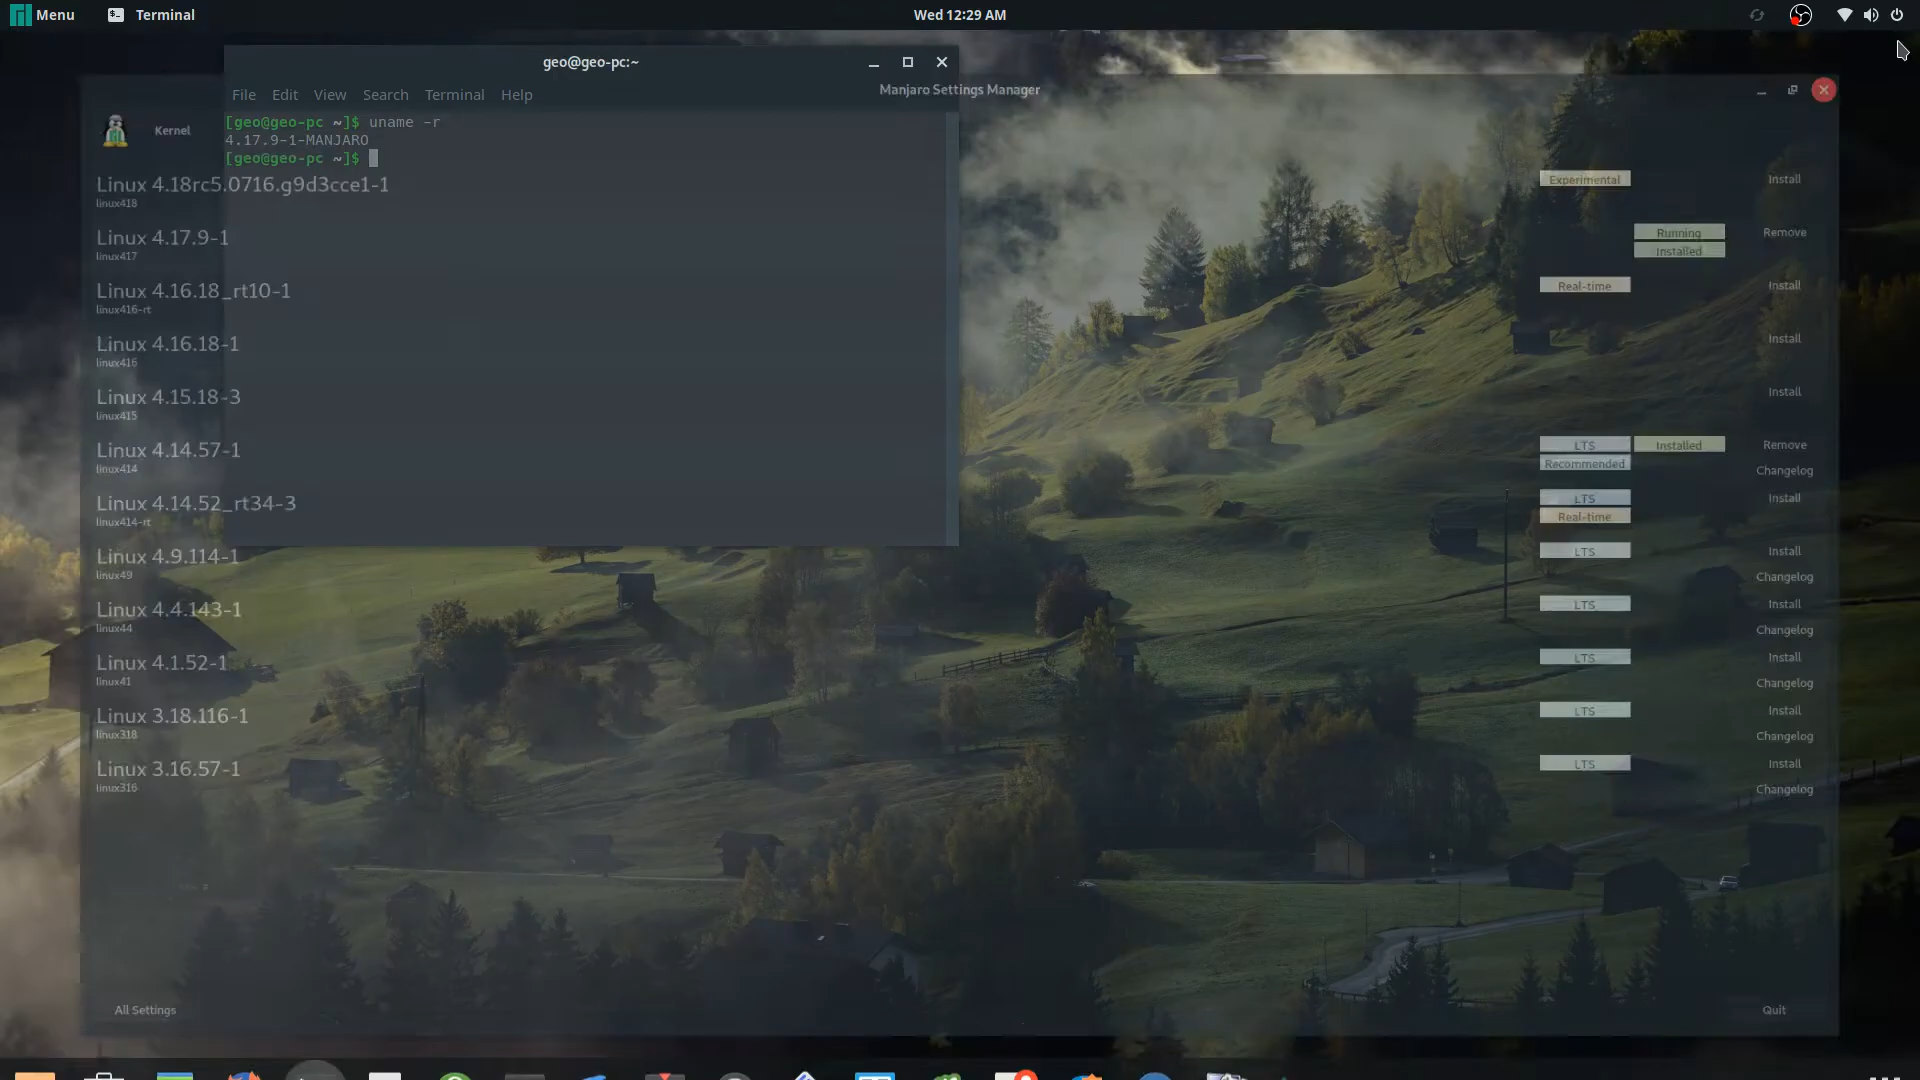 Menu Terminal Wed 12:29 AM
geo@geo-pc:~
File Edit View Search Terminal Help
Manjaro Settings Manager
[geo@geo-pc ~]$ uname -r
4.17.9-1-MANJARO
[geo@geo-pc ~]$
Kernel
Linux 4.18rc5.0716.g9d3cce1-1 Experimental Install
linux418
Linux 4.17.9-1 Running Remove
linux417 Installed
Linux 4.16.18_rt10-1 Real-time Install
linux416-rt
Linux 4.16.18-1 Install
linux416
Linux 4.15.18-3 Install
linux415
Linux 4.14.57-1 LTS Installed Remove
linux414 Recommended Changelog
Linux 4.14.52_rt34-3 LTS Install
linux414-rt Real-time
Linux 4.9.114-1 LTS Install
linux49 Changelog
Linux 4.4.143-1 LTS Install
linux44 Changelog
Linux 4.1.52-1 LTS Install
linux41 Changelog
Linux 3.18.116-1 LTS Install
linux318 Changelog
Linux 3.16.57-1 LTS Install
linux316 Changelog
All Settings Quit